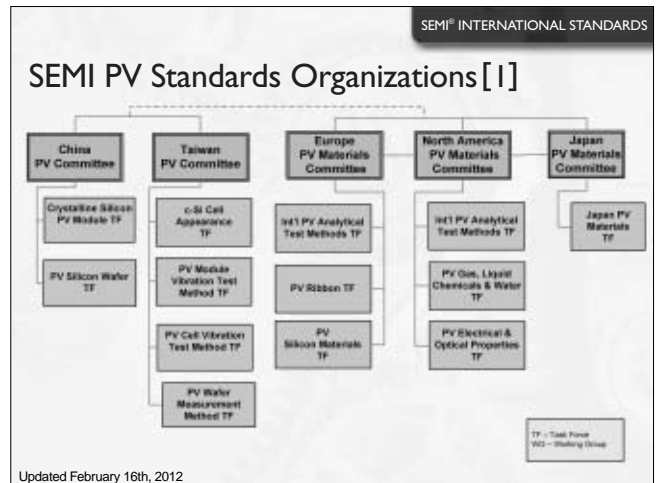 SEMI® INTERNATIONAL STANDARDS
SEMI PV Standards Organizations [1]
China
PV Committee
Crystalline Silicon
PV Module TF
PV Silicon Wafer
TF
Taiwan
PV Committee
c-Si Cell
Appearance
TF
PV Module
Vibration Test
Method TF
PV Cell Vibration
Test Method TF
PV Wafer
Measurement
Method TF
Europe
PV Materials
Committee
Int'l PV Analytical
Test Methods TF
PV Ribbon TF
PV
Silicon Materials
TF
North America
PV Materials
Committee
Int'l PV Analytical
Test Methods TF
PV Gas, Liquid
Chemicals & Water
TF
PV Electrical &
Optical Properties
TF
Japan
PV Materials
Committee
Japan PV
Materials
TF
TF – Task Force
WG – Working Group
Updated February 16th, 2012